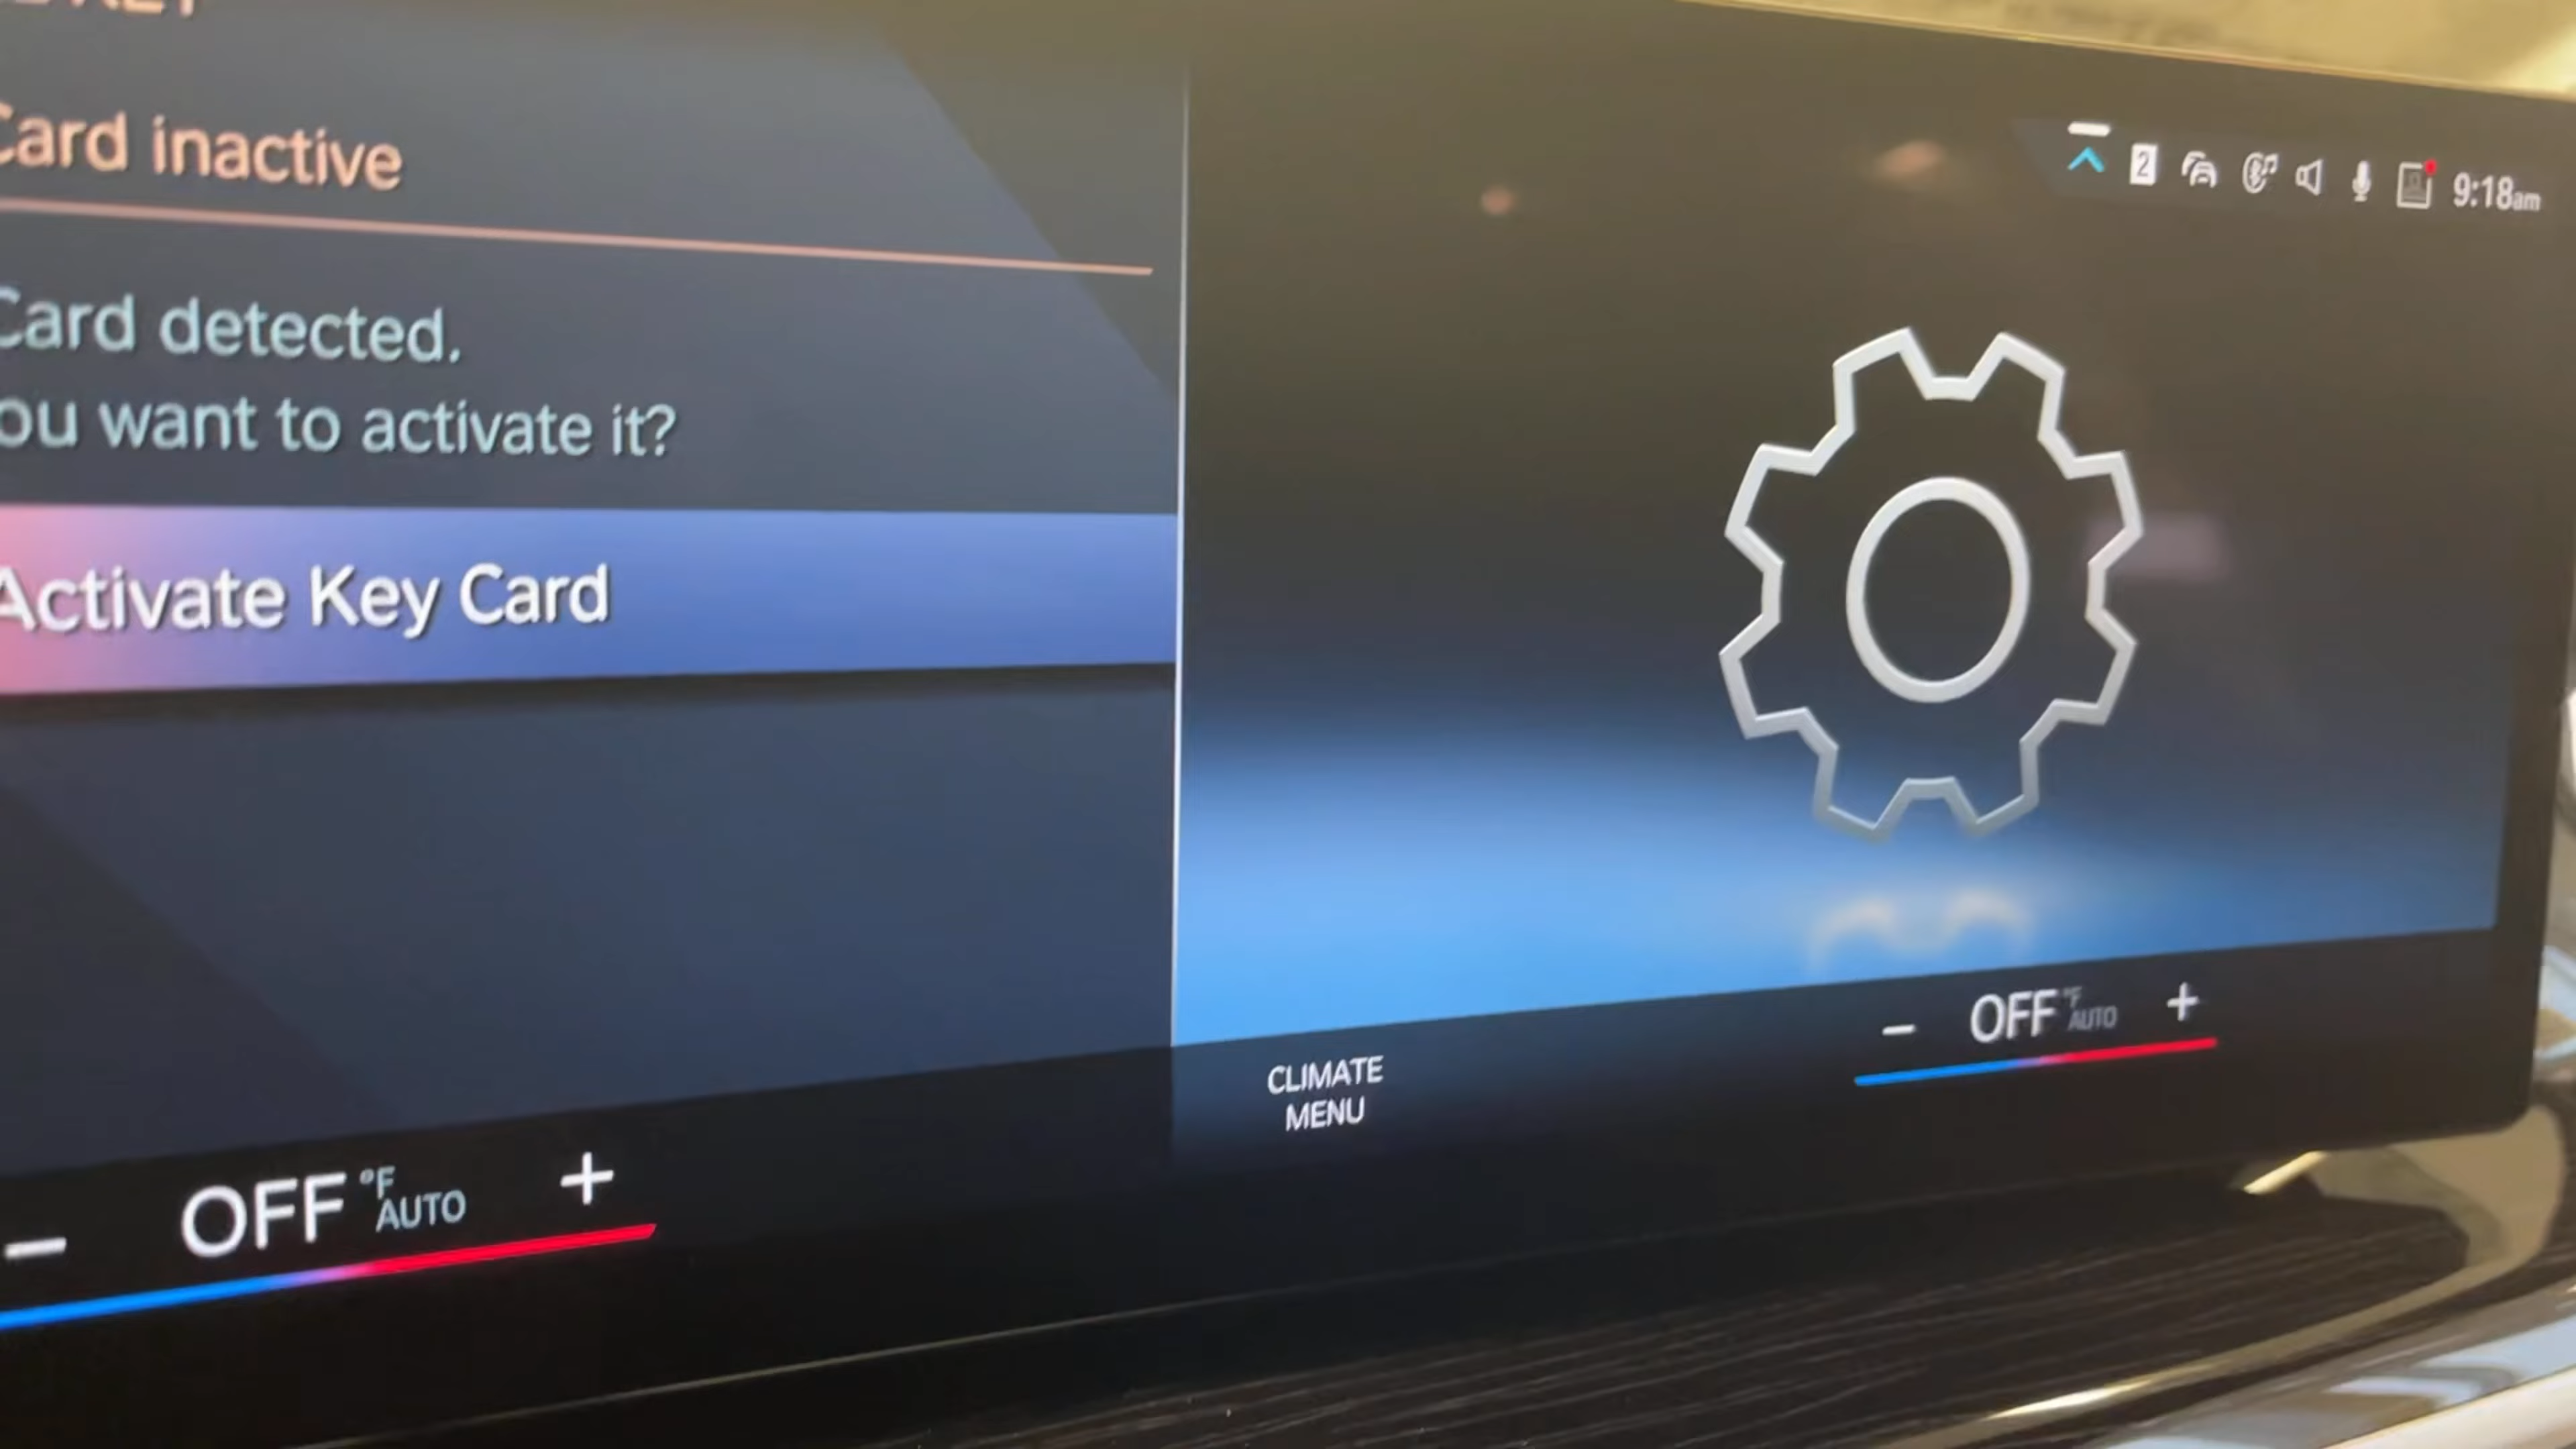 Card inactive
2
9:18am
Card detected.
ou want to activate it?
Activate Key Card
CLIMATE
MENU
− OFF °F AUTO +
− OFF °F AUTO +